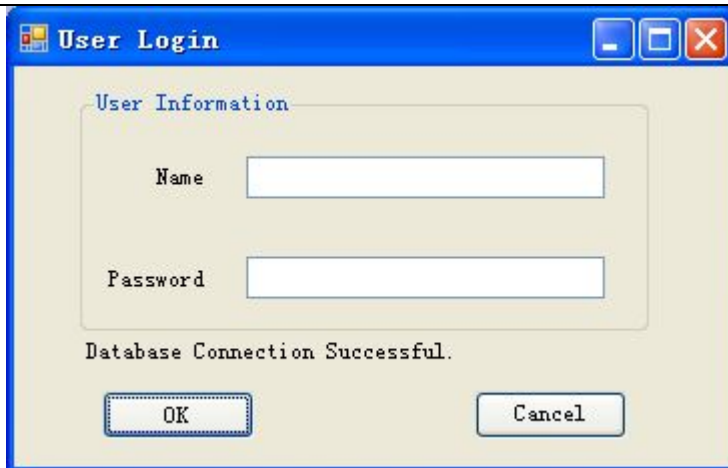 User Login
User Information
Name
Password
Database Connection Successful.
OK
Cancel